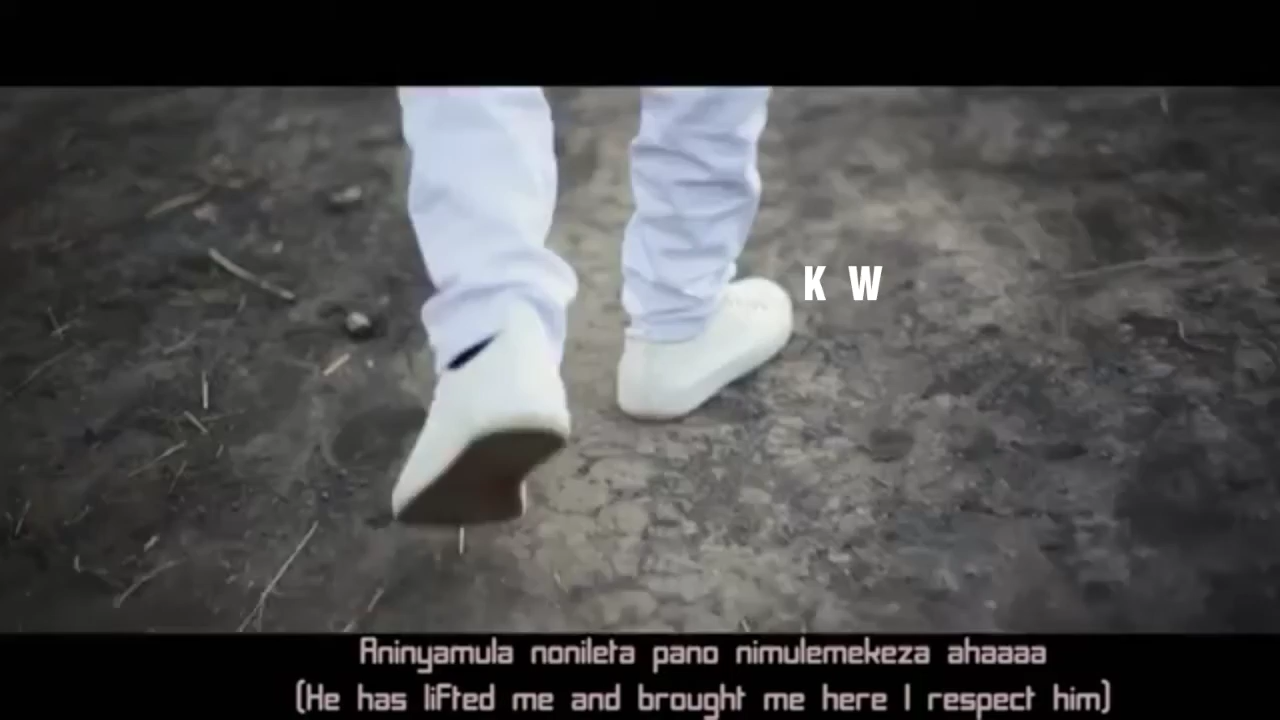 K W
Aninyamula nonileta pano nimulemekeza ahaaaa
(He has lifted me and brought me here I respect him)